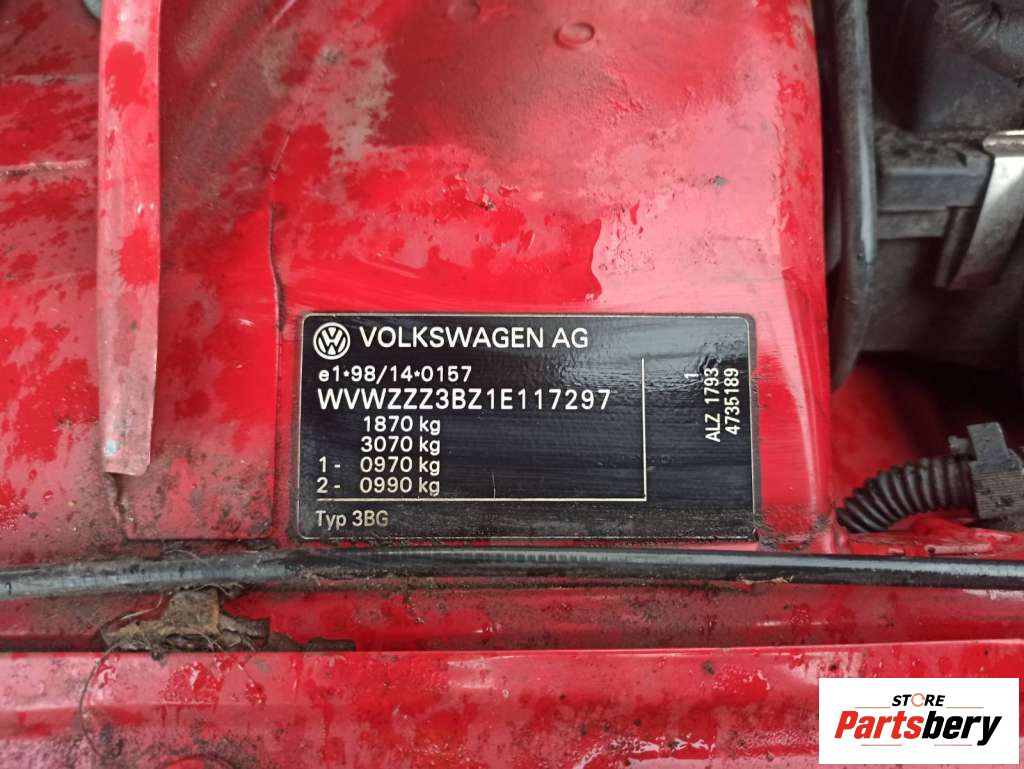 VOLKSWAGEN AG
e1*98/14*0157
WVWZZZ3BZ1E117297
1870 kg
3070 kg
1- 0970 kg
2- 0990 kg
Typ 3BG
1
ALZ 1793
4735189
STORE
Partsbery